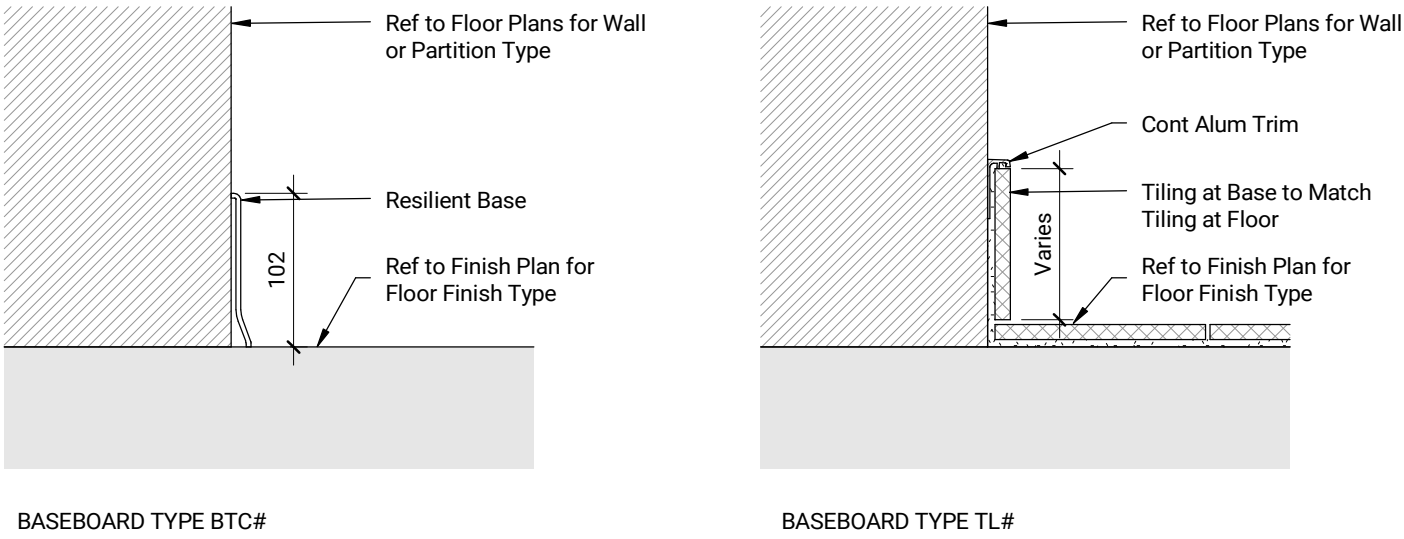 Ref to Floor Plans for Wall
or Partition Type
Resilient Base
102
Ref to Finish Plan for
Floor Finish Type
BASEBOARD TYPE BTC#
Ref to Floor Plans for Wall
or Partition Type
Cont Alum Trim
Tiling at Base to Match
Tiling at Floor
Varies
Ref to Finish Plan for
Floor Finish Type
BASEBOARD TYPE TL#